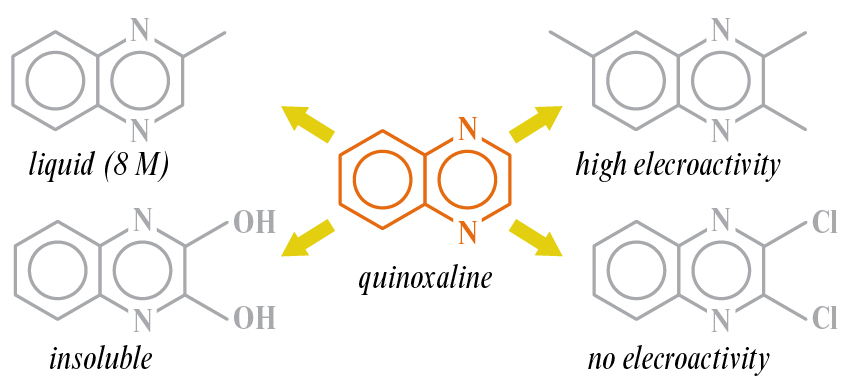 N
N
liquid (8 M)
N
N
high elecroactivity
N
N
quinoxaline
N
OH
N
OH
insoluble
N
Cl
N
Cl
no elecroactivity